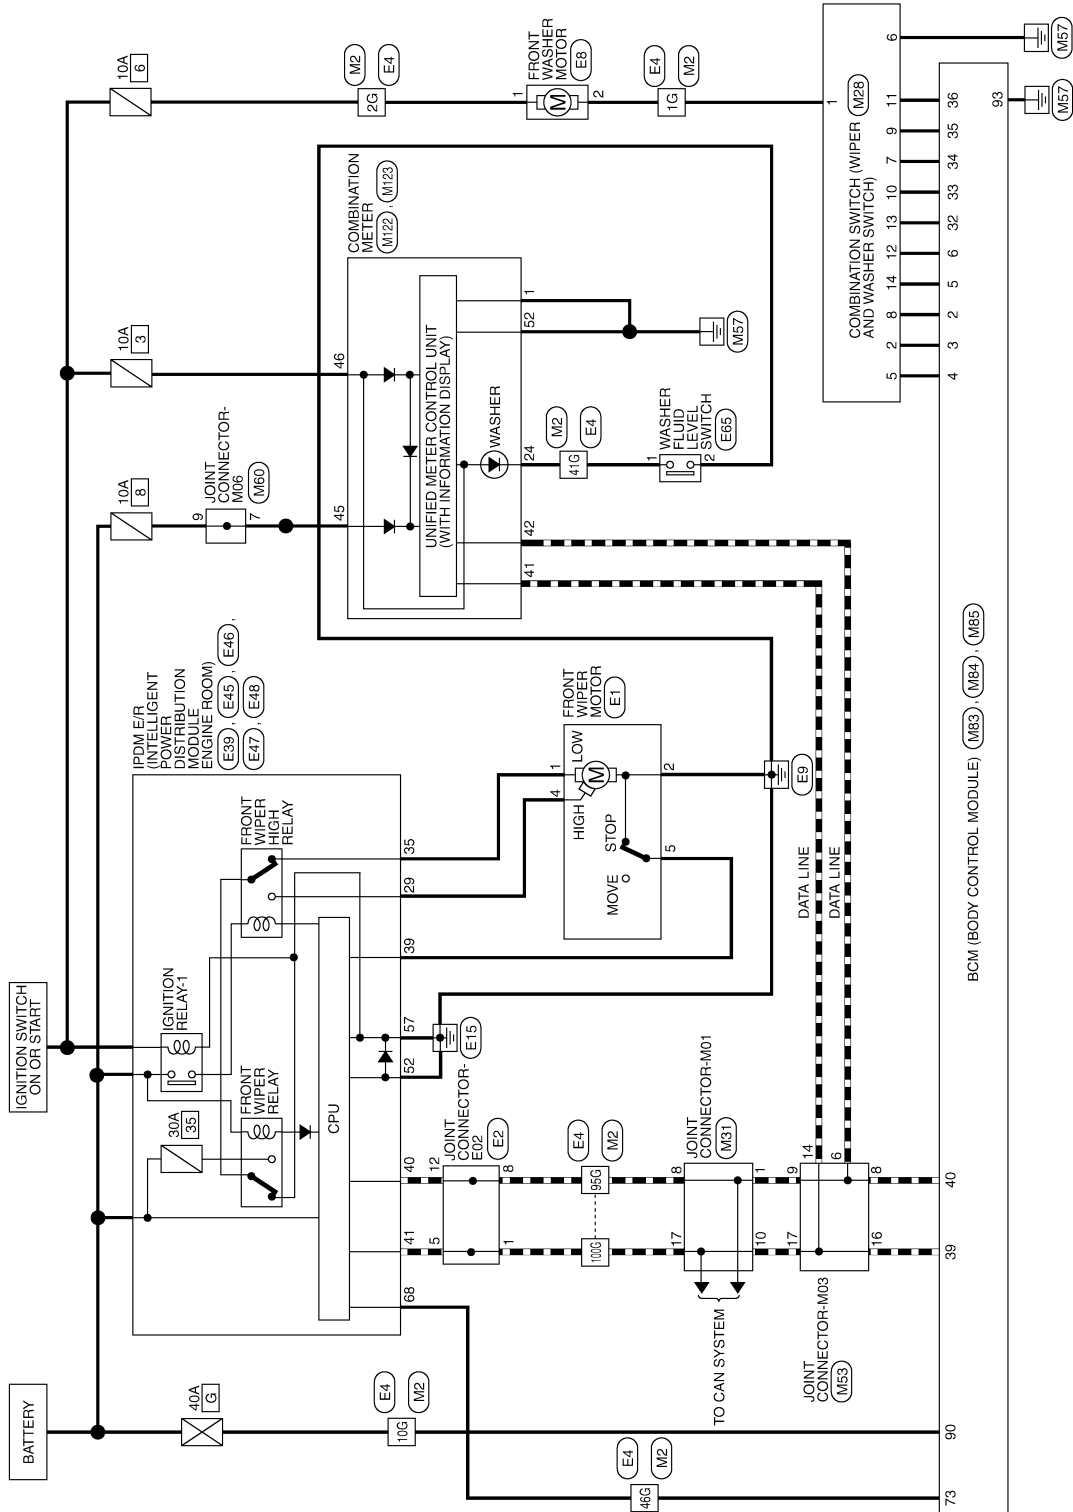 BATTERY
IGNITION SWITCH
ON OR START
40A
G
E4
M2
10G
E4
M2
46G
73
90
IPDM E/R
(INTELLIGENT
POWER
DISTRIBUTION
MODULE
ENGINE ROOM)
E39 , E45 , E46 ,
E47 , E48
30A
35
FRONT
WIPER
RELAY
IGNITION
RELAY-1
FRONT
WIPER
HIGH
RELAY
CPU
68
41
40
52
57
39
29
35
E15
5
12
JOINT
CONNECTOR-
E02
E2
1
8
E4
M2
100G
95G
17
8
JOINT
CONNECTOR-M01
M31
10
1
TO CAN SYSTEM
17
9
14
6
JOINT
CONNECTOR-M03
M53
16
8
39
40
FRONT
WIPER
MOTOR
E1
4
1
HIGH
LOW
M
MOVE
STOP
5
2
E9
DATA LINE
DATA LINE
10A
8
JOINT
CONNECTOR-
M06
M60
9
7
10A
3
10A
6
COMBINATION
METER
M122 , M123
45
46
UNIFIED METER CONTROL UNIT
(WITH INFORMATION DISPLAY)
WASHER
41
42
24
52
1
M57
M2
E4
41G
1
WASHER
FLUID
LEVEL
SWITCH
E65
2
M2
E4
2G
1
FRONT
WASHER
MOTOR
E8
M
2
E4
M2
1G
1
COMBINATION SWITCH (WIPER
AND WASHER SWITCH)
M28
5
2
8
14
12
13
10
7
9
11
6
4
3
2
5
6
32
33
34
35
36
93
M57
M57
BCM (BODY CONTROL MODULE)
M83 , M84 , M85